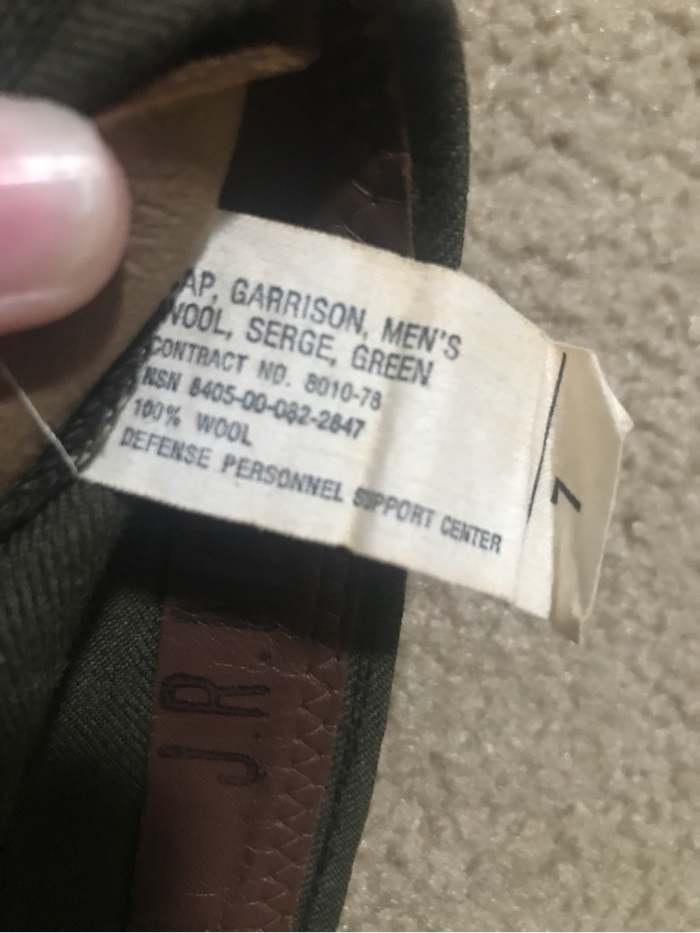 AP, GARRISON, MEN'S
WOOL, SERGE, GREEN
CONTRACT NO. 8010-78
NSN 8405-00-082-2847
100% WOOL
DEFENSE PERSONNEL SUPPORT CENTER
7
J.R.